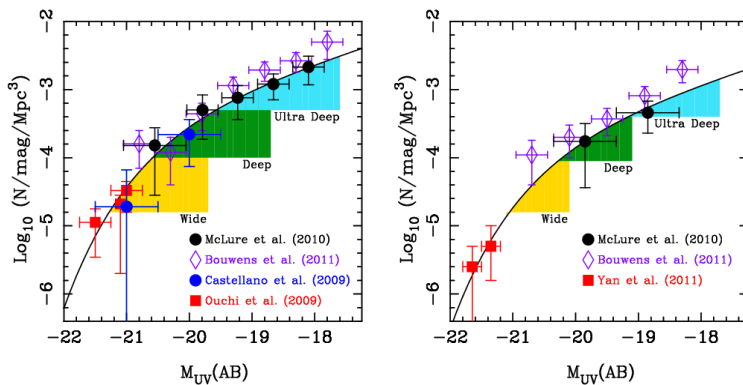 −2
−3
−4
−5
−6
Log₁₀ (N/mag/Mpc³)
Ultra Deep
Deep
Wide
McLure et al. (2010)
Bouwens et al. (2011)
Castellano et al. (2009)
Ouchi et al. (2009)
−22 −21 −20 −19 −18
M_UV(AB)
−2
−3
−4
−5
−6
Log₁₀ (N/mag/Mpc³)
Ultra Deep
Deep
Wide
McLure et al. (2010)
Bouwens et al. (2011)
Yan et al. (2011)
−22 −21 −20 −19 −18
M_UV(AB)